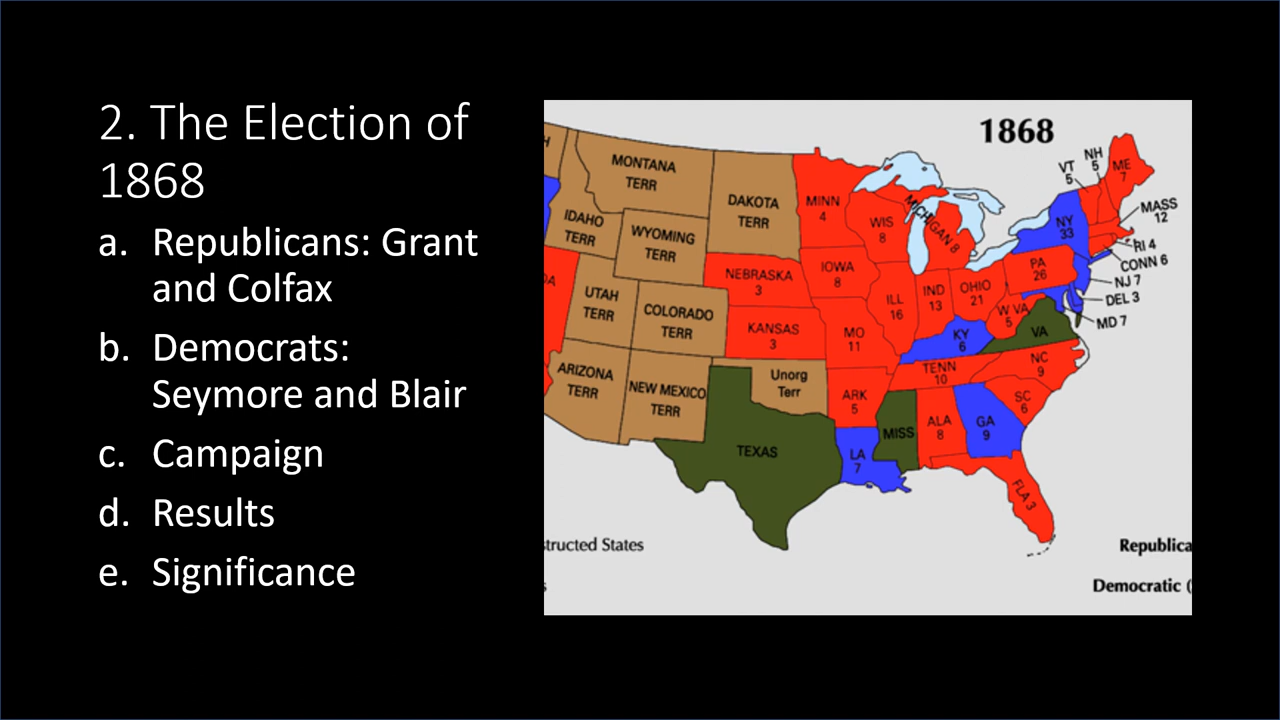 2. The Election of
1868
a. Republicans: Grant
and Colfax
b. Democrats:
Seymore and Blair
c. Campaign
d. Results
e. Significance
1868
H
MONTANA
TERR
IDAHO
TERR
WYOMING
TERR
DAKOTA
TERR
MINN
4
WIS
8
MICHIGAN 8
VT
5
NH
5
ME
7
MASS
12
NY
33
RI 4
CONN 6
NJ 7
DEL 3
MD 7
PA
26
DA
UTAH
TERR
COLORADO
TERR
NEBRASKA
3
IOWA
8
ILL
16
IND
13
OHIO
21
W VA
5
VA
KANSAS
3
MO
11
KY
6
TENN
10
NC
9
SC
6
ARIZONA
TERR
NEW MEXICO
TERR
Unorg
Terr
ARK
5
TEXAS
LA
7
MISS
ALA
8
GA
9
FLA 3
structed States
s
Republica
Democratic (